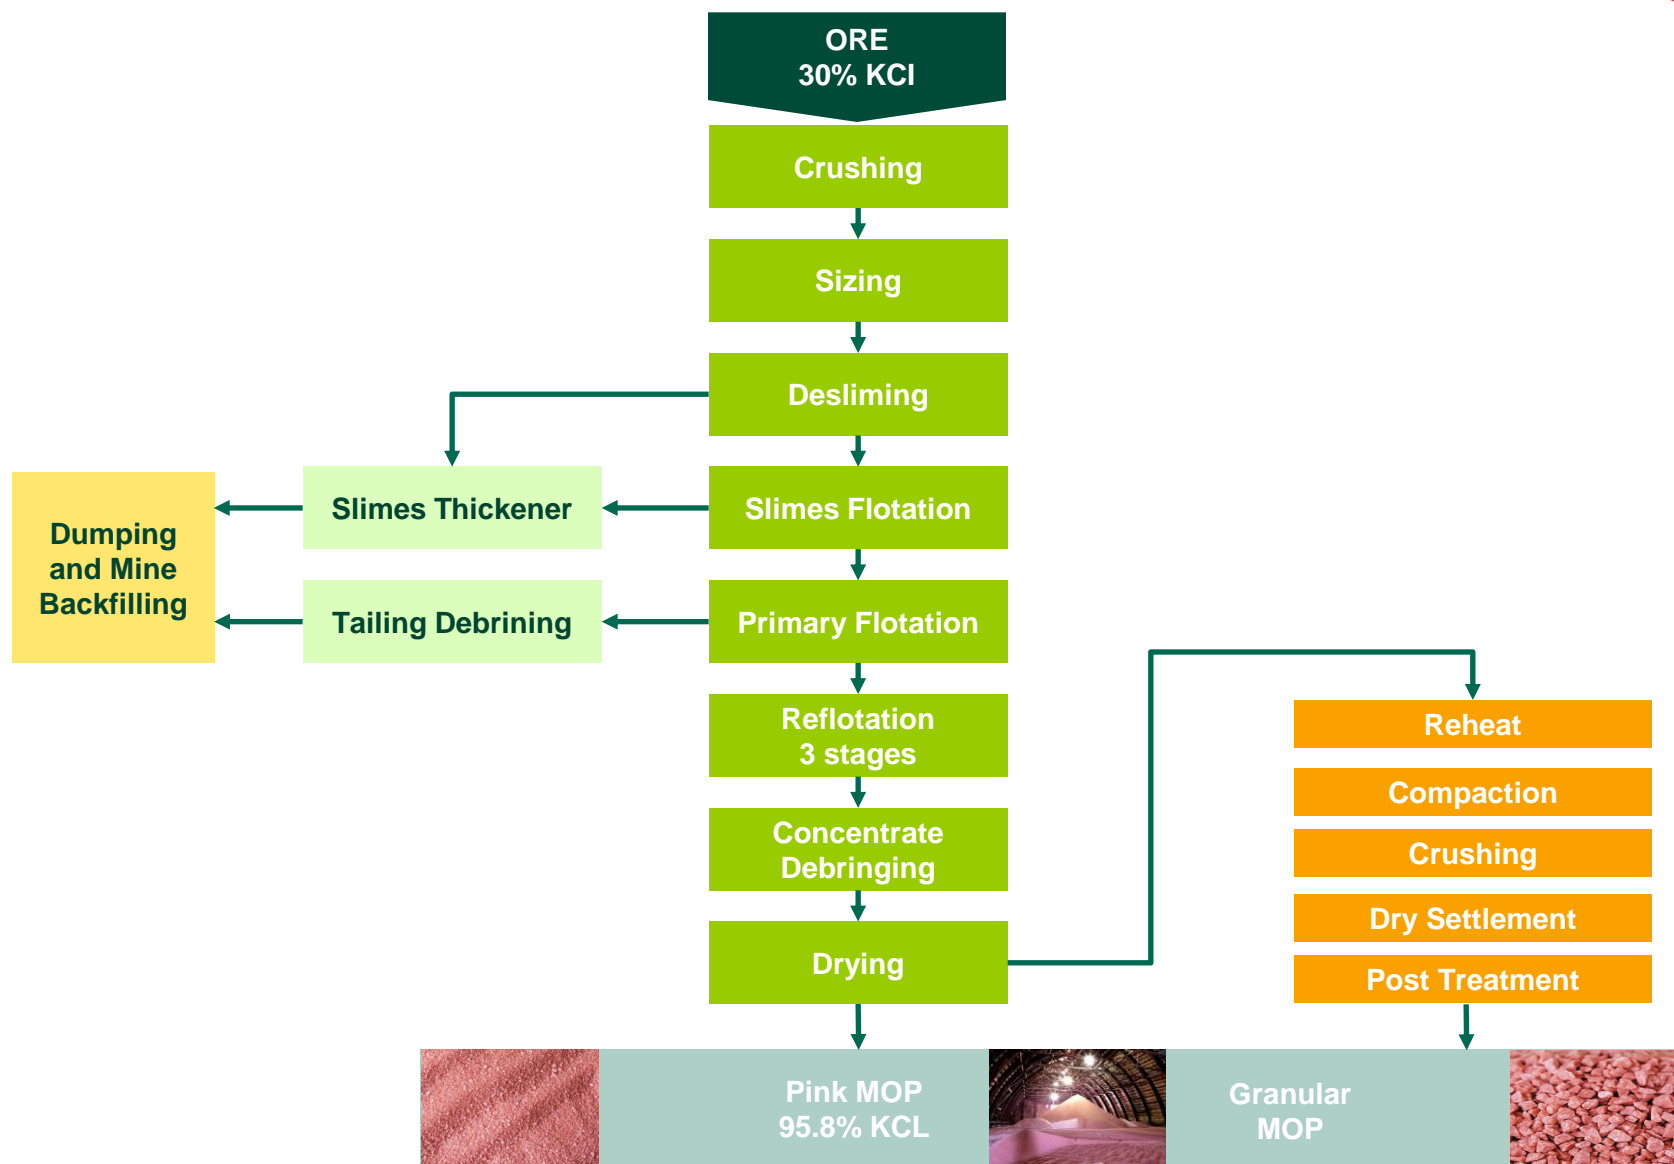 ORE
30% KCl
Crushing
Sizing
Desliming
Slimes Thickener
Slimes Flotation
Dumping
and Mine
Backfilling
Tailing Debrining
Primary Flotation
Reflotation
3 stages
Concentrate
Debringing
Drying
Reheat
Compaction
Crushing
Dry Settlement
Post Treatment
Pink MOP
95.8% KCL
Granular
MOP